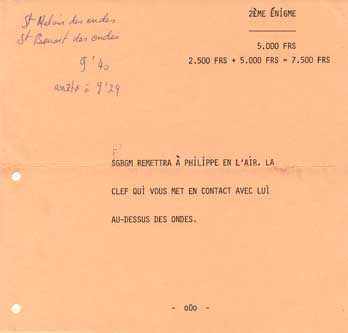 2ÈME ÉNIGME
St Méloir des ondes
St Benoit des ondes
5.000 FRS
2.500 FRS + 5.000 FRS = 7.500 FRS
9'40
arrêté à 9'29
SGRGM REMETTRA À PHILIPPE EN L'AIR, LA
CLEF QUI VOUS MET EN CONTACT AVEC LUI
AU-DESSUS DES ONDES.
- oOo -